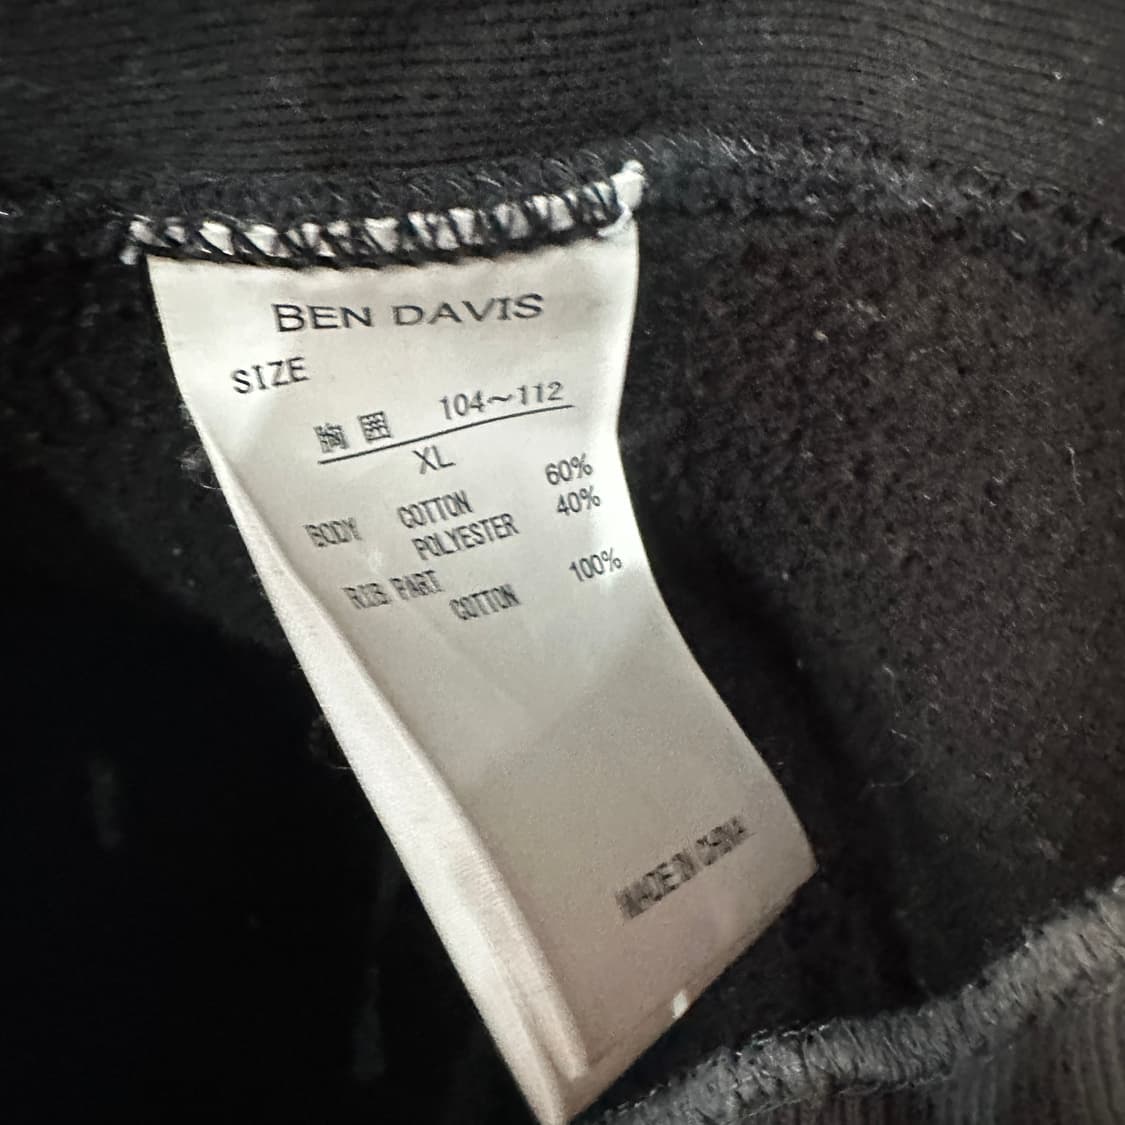 BEN DAVIS
SIZE
胸囲 104～112
XL
BODY COTTON 60%
POLYESTER 40%
RIB PART
COTTON 100%
MADE IN CHINA